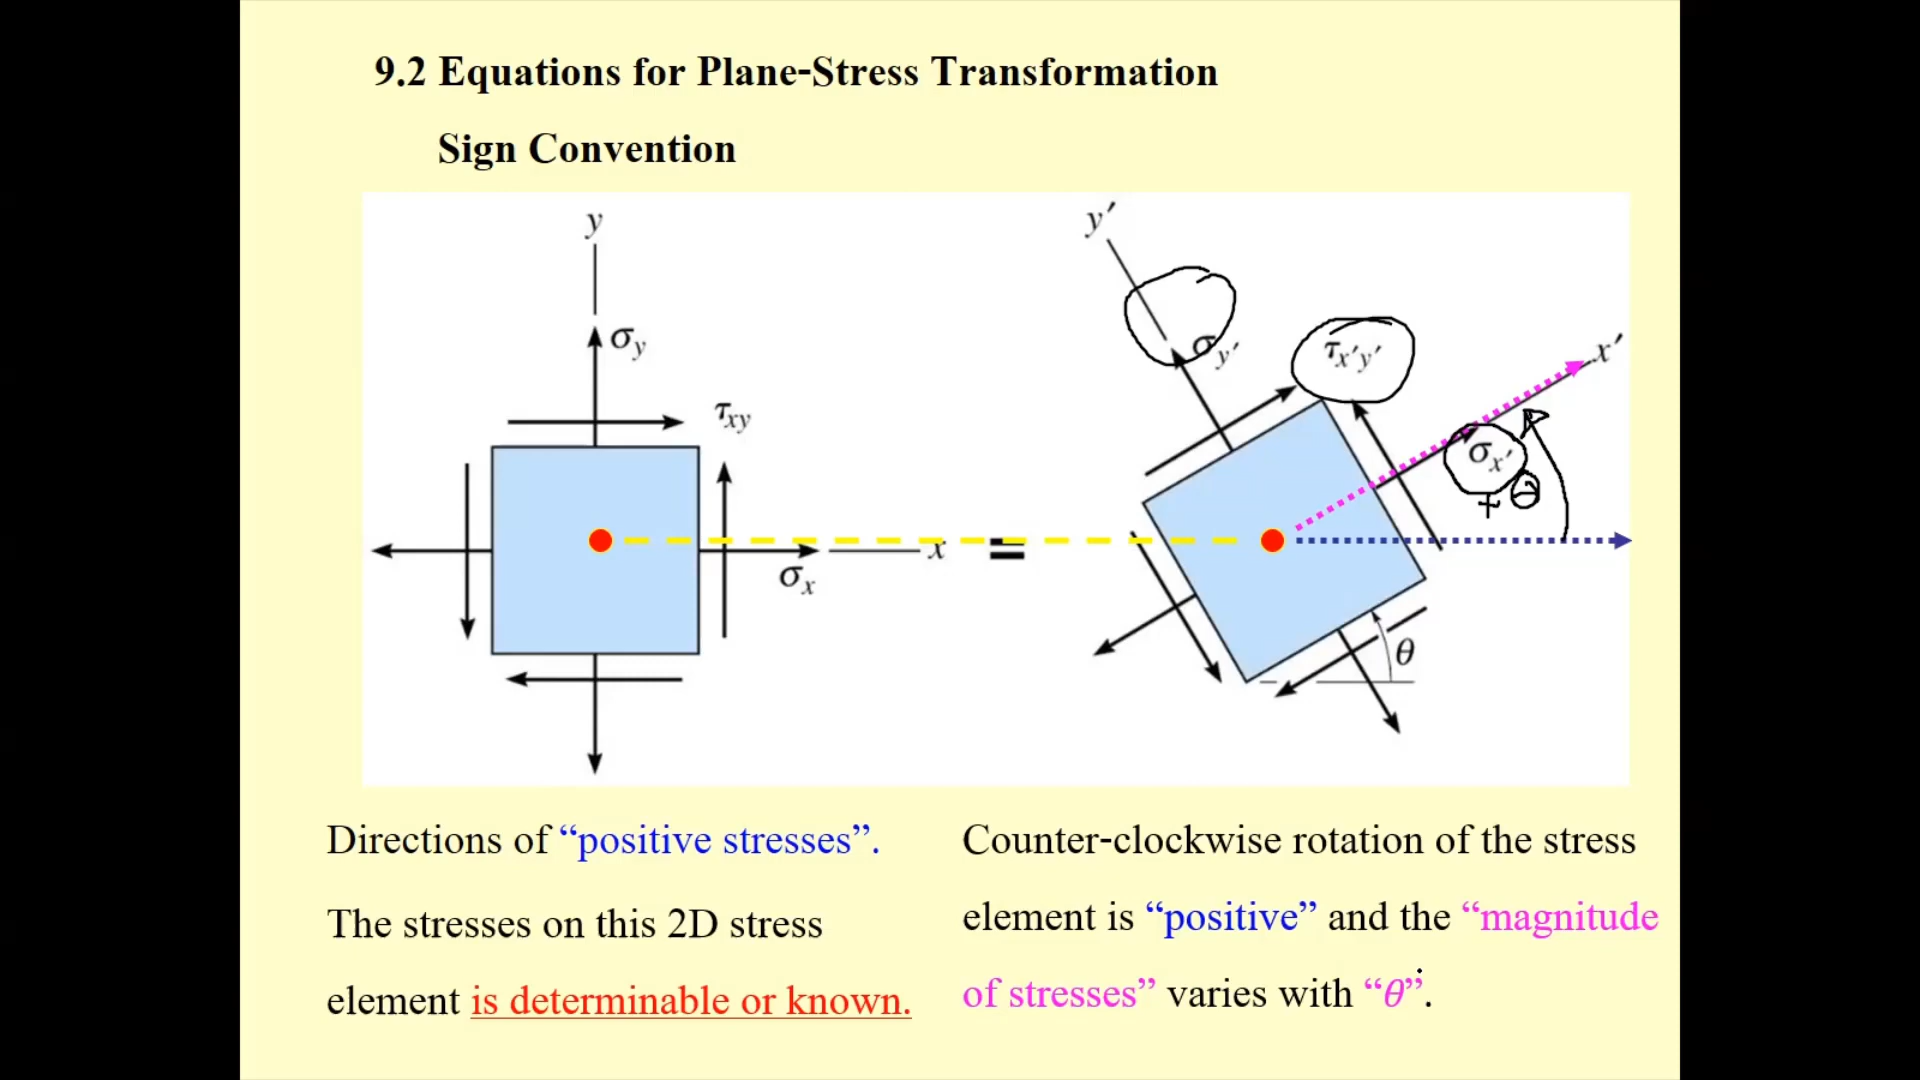 9.2 Equations for Plane-Stress Transformation
Sign Convention
y
σy
τxy
x
σx
=
y′
σy′
τx′y′
x′
σx′
+ θ
θ
Directions of “positive stresses”.
The stresses on this 2D stress
element is determinable or known.
Counter-clockwise rotation of the stress
element is “positive” and the “magnitude
of stresses” varies with “θ”.